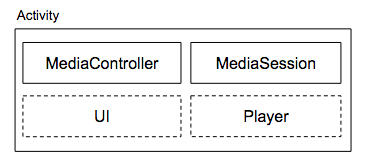 Activity
MediaController MediaSession
UI Player